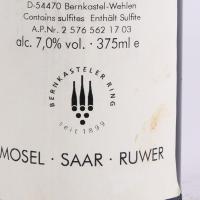 D-54470 Bernkastel-Wehlen
Contains sulfites Enthält Sulfite
A.P.Nr. 2 576 562 17 03
alc. 7,0% vol. · 375ml e
BERNKASTELER RING
seit 1899
MOSEL · SAAR · RUWER